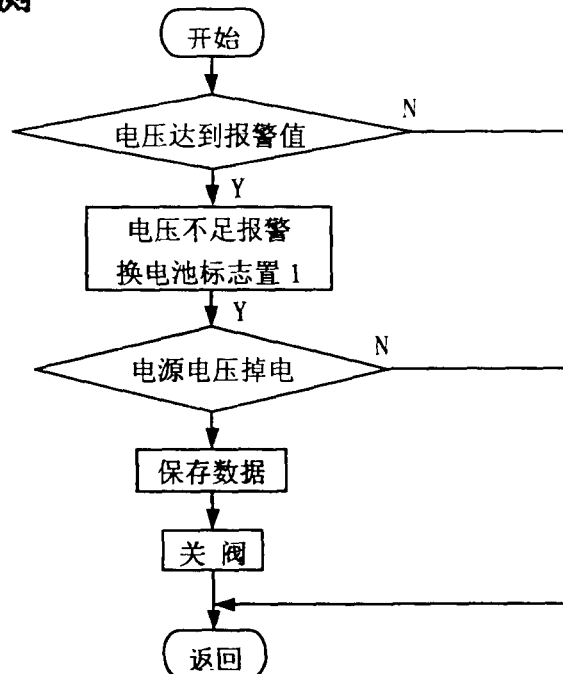 测
开始
电压达到报警值
N
Y
电压不足报警
换电池标志置 1
Y
电源电压掉电
N
保存数据
关 阀
返回